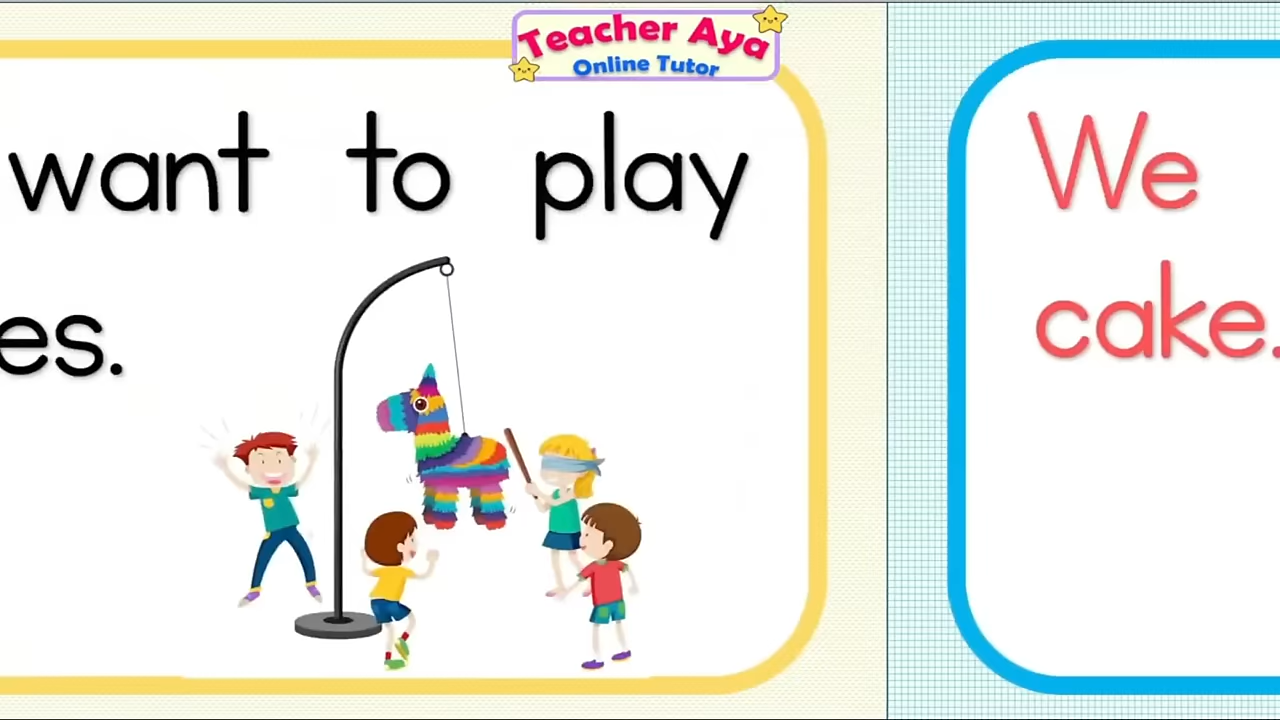 Teacher Aya
Online Tutor
want to play
es.
We
cake.